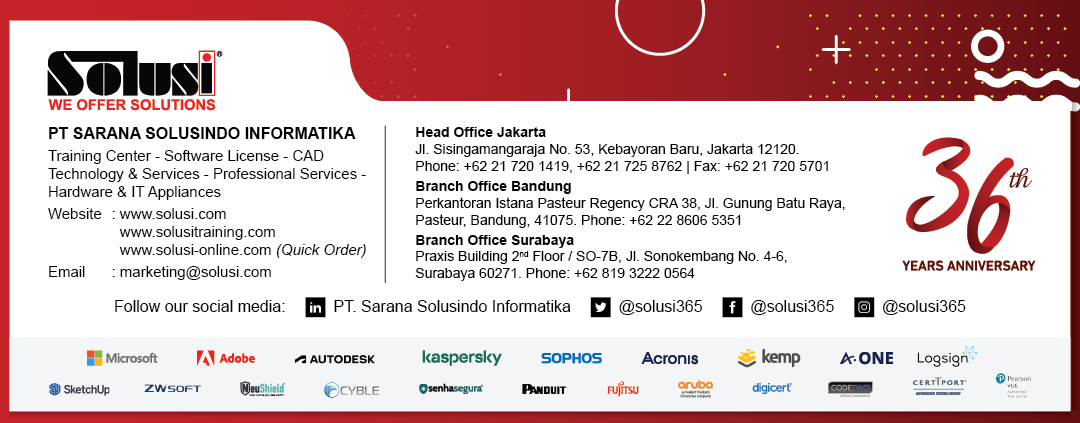 Solusi®
WE OFFER SOLUTIONS
PT SARANA SOLUSINDO INFORMATIKA
Training Center - Software License - CAD
Technology & Services - Professional Services -
Hardware & IT Appliances
Website : www.solusi.com
www.solusitraining.com
www.solusi-online.com (Quick Order)
Email : marketing@solusi.com
Head Office Jakarta
Jl. Sisingamangaraja No. 53, Kebayoran Baru, Jakarta 12120.
Phone: +62 21 720 1419, +62 21 725 8762 | Fax: +62 21 720 5701
Branch Office Bandung
Perkantoran Istana Pasteur Regency CRA 38, Jl. Gunung Batu Raya,
Pasteur, Bandung, 41075. Phone: +62 22 8606 5351
Branch Office Surabaya
Praxis Building 2nd Floor / SO-7B, Jl. Sonokembang No. 4-6,
Surabaya 60271. Phone: +62 819 3222 0564
36th
YEARS ANNIVERSARY
Follow our social media: in PT. Sarana Solusindo Informatika @solusi365 f @solusi365 @solusi365
Microsoft Adobe AUTODESK kaspersky SOPHOS Acronis kemp A.ONE Logsign
SketchUp ZWSOFT NeuShield CYBLE senhasegura PANDUIT FUJITSU aruba digicert CODETWO CERTIPORT Pearson
VUE
a Hewlett Packard
Enterprise company